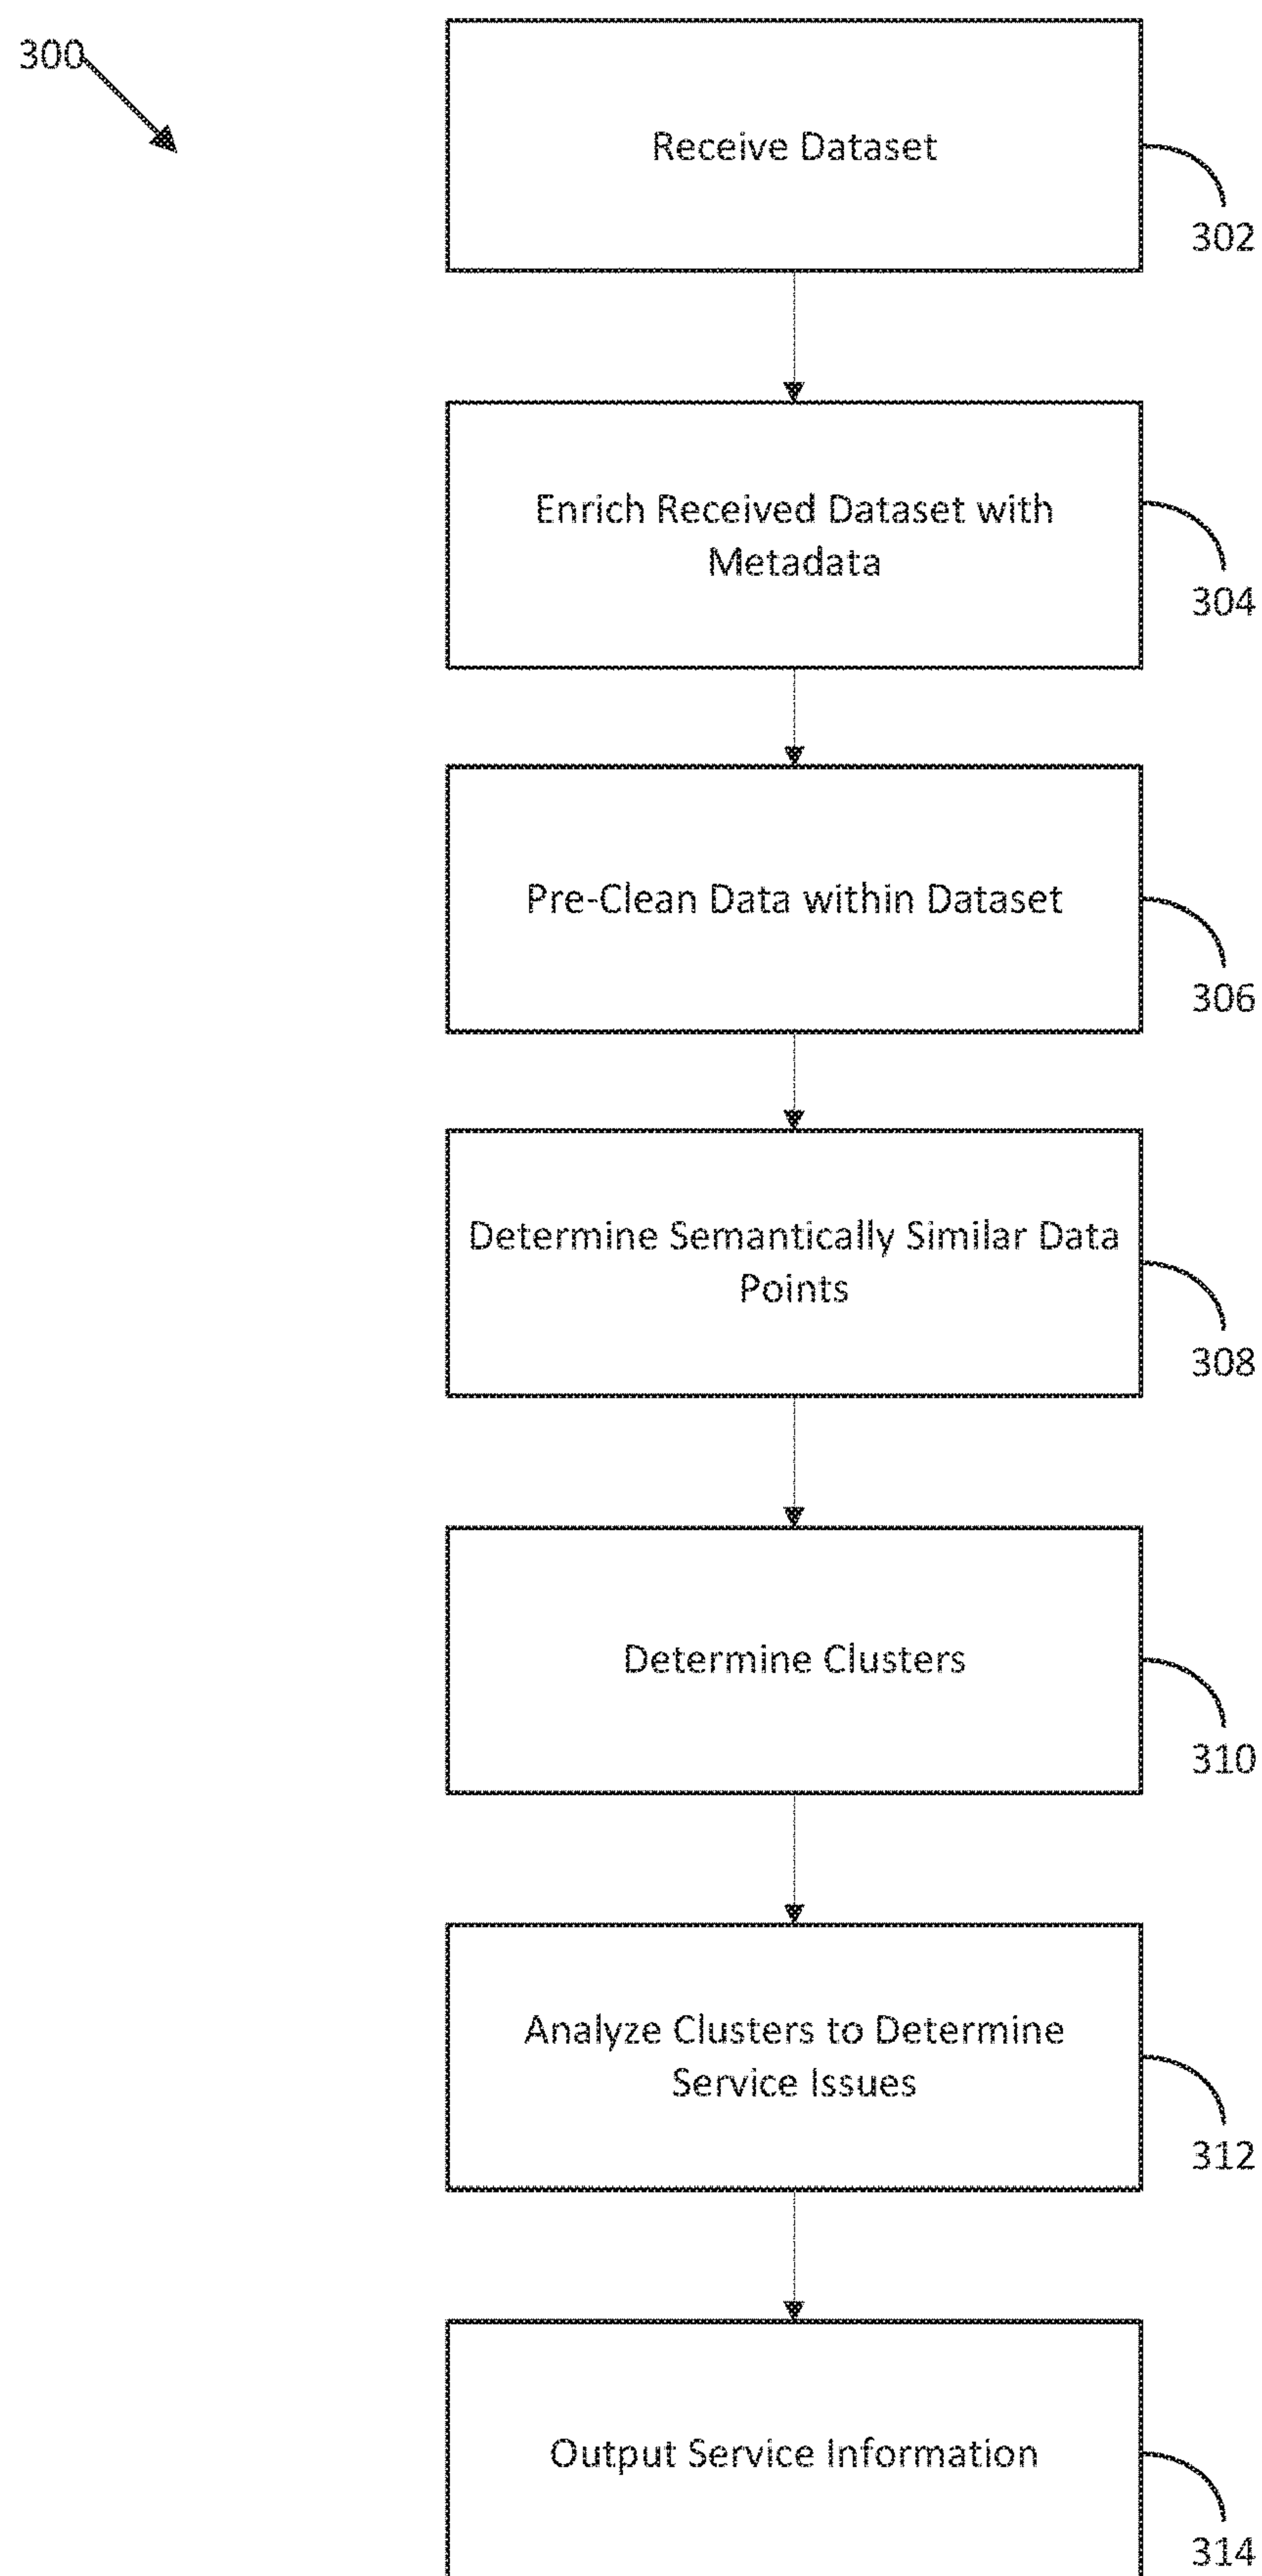 300
Receive Dataset
302
Enrich Received Dataset with
Metadata
304
Pre-Clean Data within Dataset
306
Determine Semantically Similar Data
Points
308
Determine Clusters
310
Analyze Clusters to Determine
Service Issues
312
Output Service Information
314